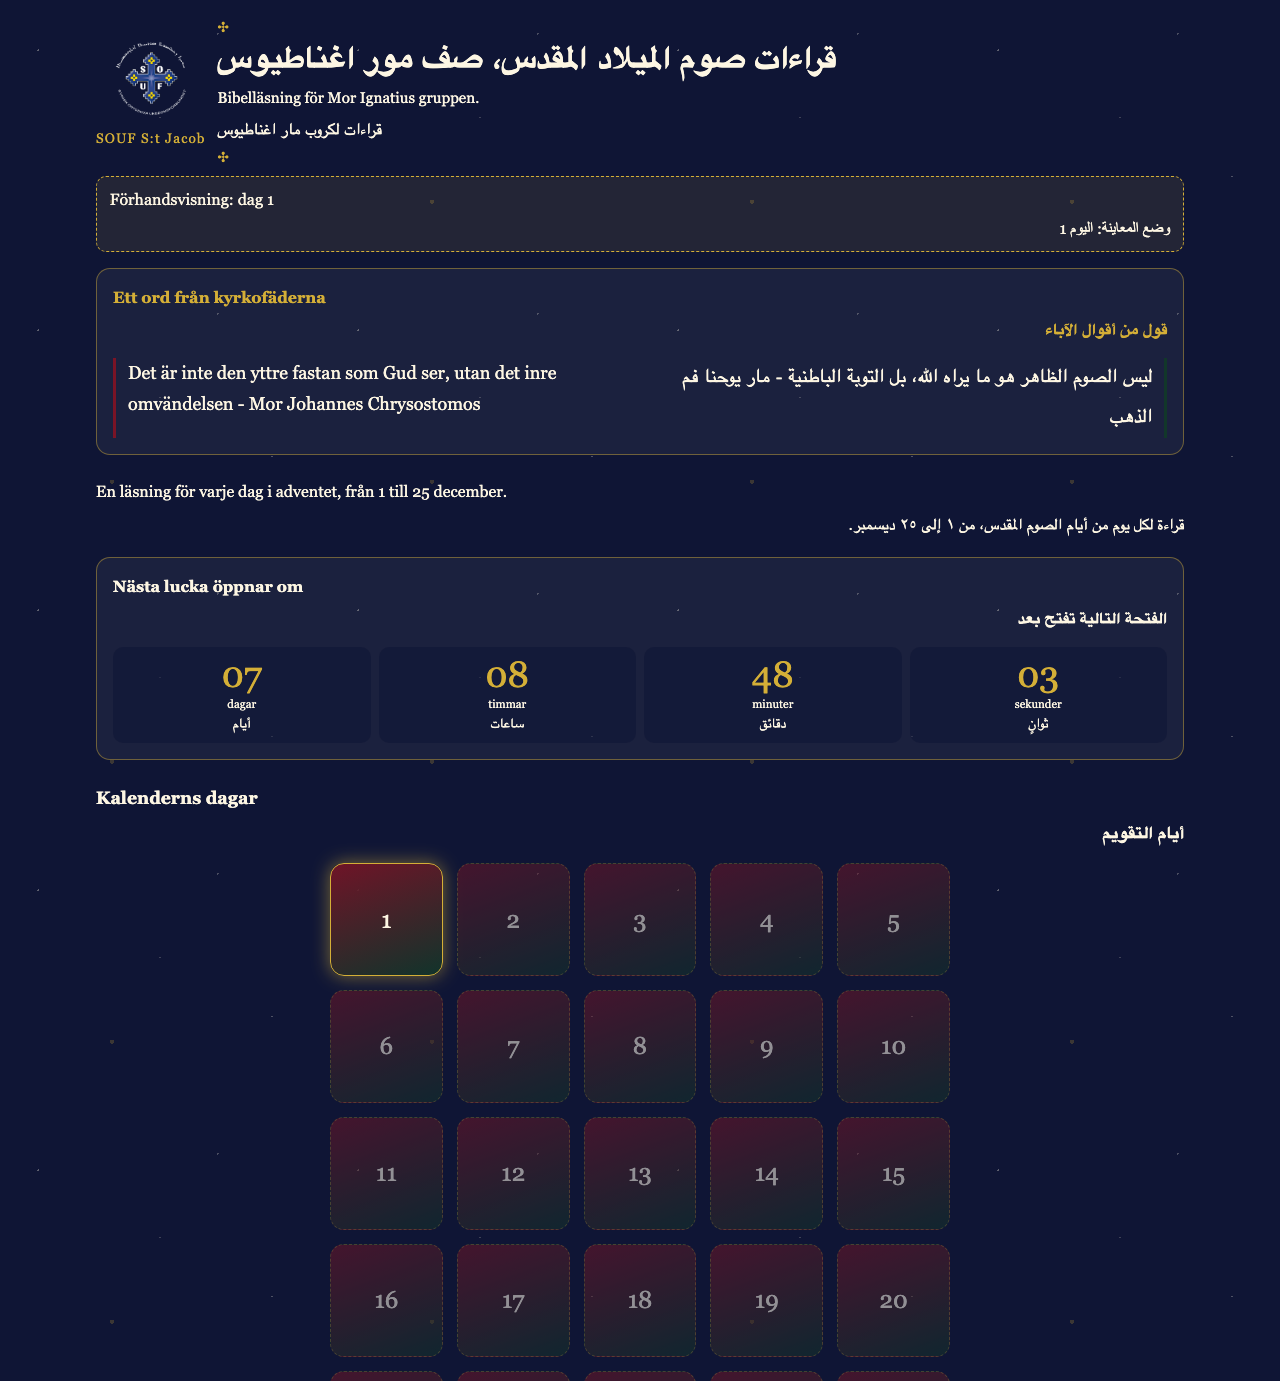 ✣
قراءات صوم الميلاد المقدس، صف مور اغناطيوس
Bibelläsning för Mor Ignatius gruppen.
قراءات لكروب مار اغناطيوس
✣
S O
U F
SOUF S:t Jacob
Förhandsvisning: dag 1
وضع المعاينة: اليوم 1
Ett ord från kyrkofäderna
قول من أقوال الآباء
Det är inte den yttre fastan som Gud ser, utan det inre
omvändelsen - Mor Johannes Chrysostomos
ليس الصوم الظاهر هو ما يراه الله، بل التوبة الباطنية - مار يوحنا فم
الذهب
En läsning för varje dag i adventet, från 1 till 25 december.
قراءة لكل يوم من أيام الصوم المقدس، من ١ إلى ٢٥ ديسمبر.
Nästa lucka öppnar om
الفتحة التالية تفتح بعد
07
dagar
أيام
08
timmar
ساعات
48
minuter
دقائق
03
sekunder
ثوانٍ
Kalenderns dagar
أيام التقويم
1 2 3 4 5
6 7 8 9 10
11 12 13 14 15
16 17 18 19 20